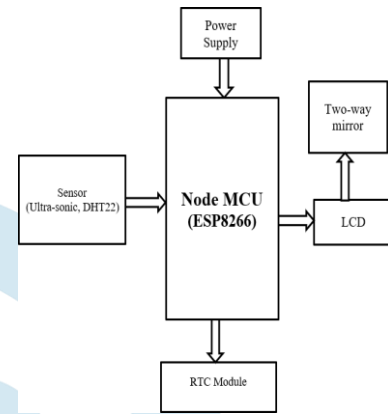 Power
Supply
Two-way
mirror
Sensor
(Ultra-sonic, DHT22)
Node MCU
(ESP8266)
LCD
RTC Module